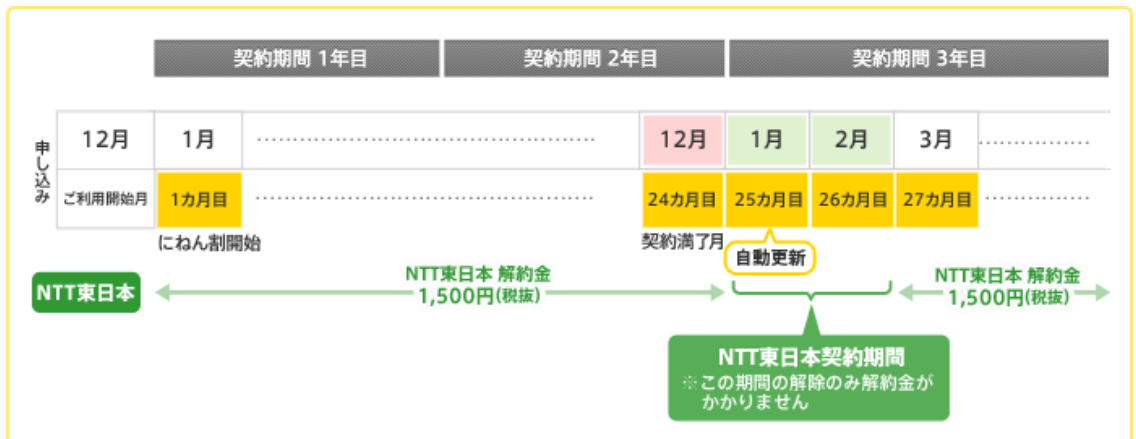 契約期間 1年目
契約期間 2年目
契約期間 3年目
申し込み
12月
1月
12月
1月
2月
3月
ご利用開始月
1カ月目
24カ月目
25カ月目
26カ月目
27カ月目
にねん割開始
契約満了月
自動更新
NTT東日本
NTT東日本 解約金
1,500円(税抜)
NTT東日本 解約金
1,500円(税抜)
NTT東日本契約期間
※この期間の解除のみ解約金が
かかりません